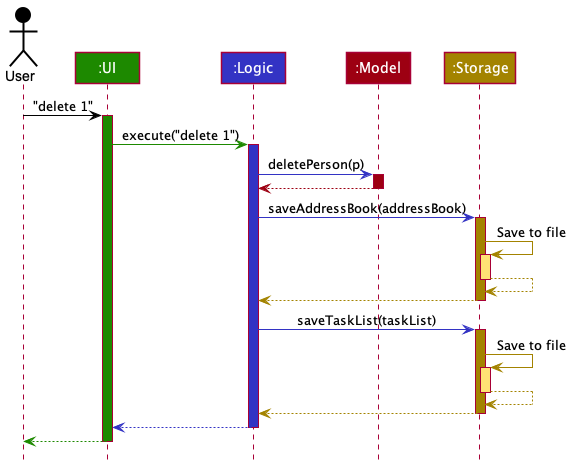 User
:UI
:Logic
:Model
:Storage
"delete 1"
execute("delete 1")
deletePerson(p)
saveAddressBook(addressBook)
Save to file
saveTaskList(taskList)
Save to file